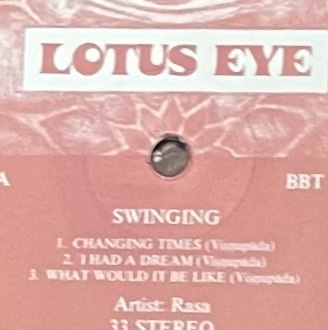 LOTUS EYE
A BBT
SWINGING
1. CHANGING TIMES (Visnupada)
2. I HAD A DREAM (Visnupada)
3. WHAT WOULD IT BE LIKE (Visnupada)
Artist: Rasa
33 STEREO